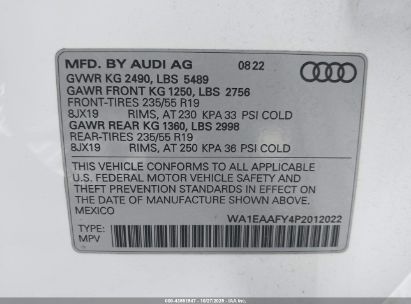 MFD. BY AUDI AG 08 22
GVWR KG 2490, LBS 5489
GAWR FRONT KG 1250, LBS 2756
FRONT-TIRES 235/55 R19
8JX19 RIMS, AT 230 KPA 33 PSI COLD
GAWR REAR KG 1360, LBS 2998
REAR-TIRES 235/55 R19
8JX19 RIMS, AT 250 KPA 36 PSI COLD
THIS VEHICLE CONFORMS TO ALL APPLICABLE
U.S. FEDERAL MOTOR VEHICLE SAFETY AND
THEFT PREVENTION STANDARDS IN EFFECT ON
THE DATE OF MANUFACTURE SHOWN ABOVE.
MEXICO WA1EAAFY4P2012022
TYPE:
MPV